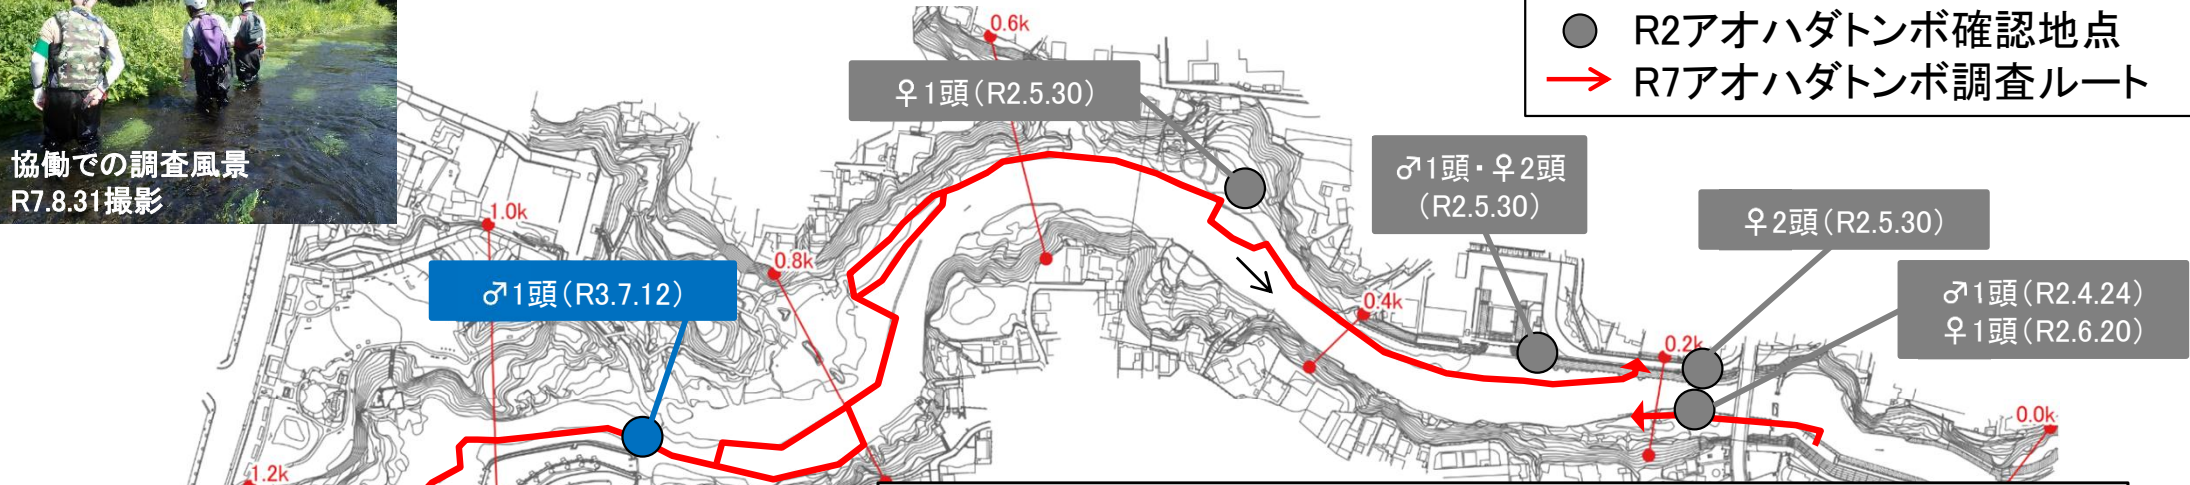 協働での調査風景
R7.8.31撮影
R2アオハダトンボ確認地点
R7アオハダトンボ調査ルート
0.6k
♀1頭（R2.5.30）
♂1頭・♀2頭
（R2.5.30）
♀2頭（R2.5.30）
♂1頭（R2.4.24）
♀1頭（R2.6.20）
1.0k
0.8k
♂1頭（R3.7.12）
0.4k
0.2k
0.0k
1.2k